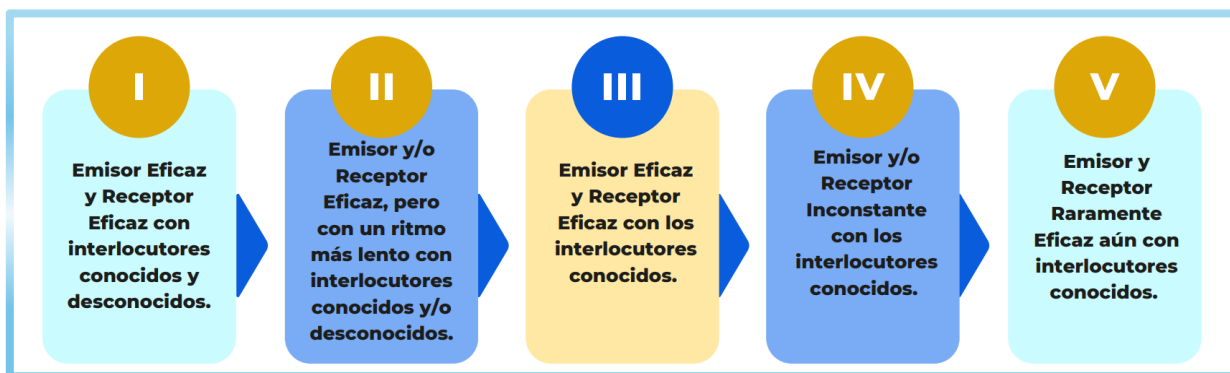 I
Emisor Eficaz
y Receptor
Eficaz con
interlocutores
conocidos y
desconocidos.
II
Emisor y/o
Receptor
Eficaz, pero
con un ritmo
más lento con
interlocutores
conocidos y/o
desconocidos.
III
Emisor Eficaz
y Receptor
Eficaz con los
interlocutores
conocidos.
IV
Emisor y/o
Receptor
Inconstante
con los
interlocutores
conocidos.
V
Emisor y
Receptor
Raramente
Eficaz aún con
interlocutores
conocidos.